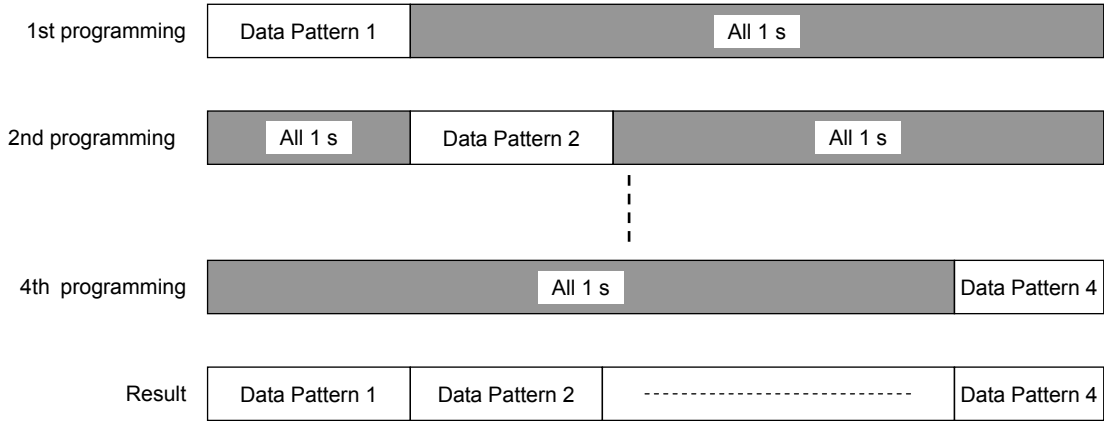 1st programming Data Pattern 1 All 1 s
2nd programming All 1 s Data Pattern 2 All 1 s
4th programming All 1 s Data Pattern 4
Result Data Pattern 1 Data Pattern 2 Data Pattern 4